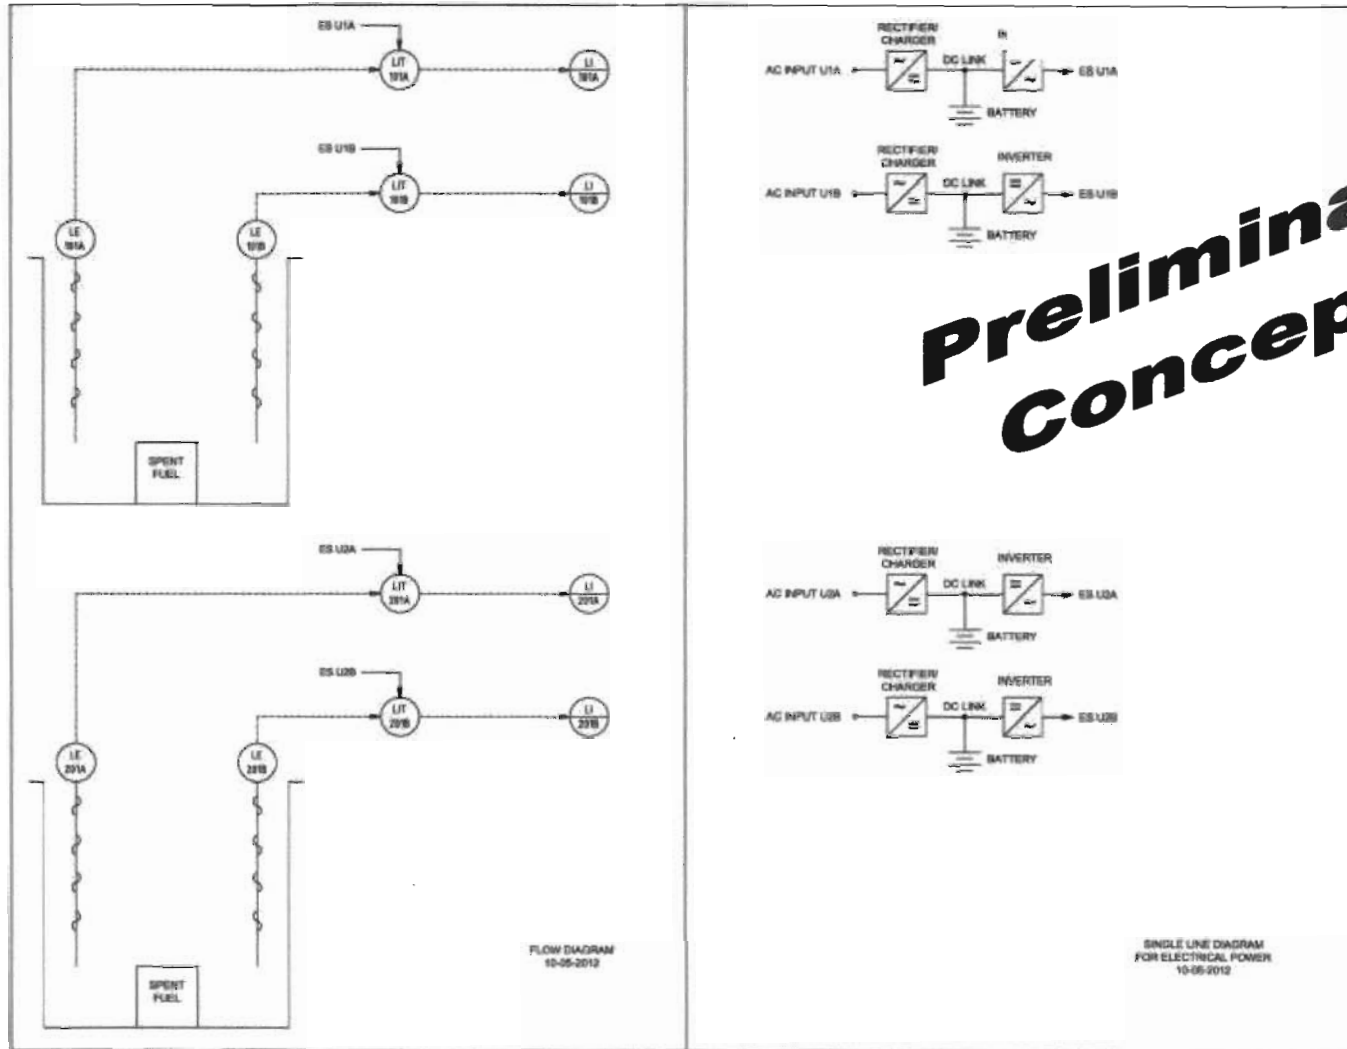 ES U1A
LIT
101A
LI
101A
ES U1B
LIT
101B
LI
101B
LE
101A
LE
101B
SPENT
FUEL
ES U2A
LIT
201A
LI
201A
ES U2B
LIT
201B
LI
201B
LE
201A
LE
201B
SPENT
FUEL
FLOW DIAGRAM
10-05-2012
RECTIFIER/
CHARGER
AC INPUT U1A
DC LINK
ES U1A
BATTERY
RECTIFIER/
CHARGER
INVERTER
AC INPUT U1B
DC LINK
ES U1B
BATTERY
Prelimina
Concep
RECTIFIER/
CHARGER
INVERTER
AC INPUT U2A
DC LINK
ES U2A
BATTERY
RECTIFIER/
CHARGER
INVERTER
AC INPUT U2B
DC LINK
ES U2B
BATTERY
SINGLE LINE DIAGRAM
FOR ELECTRICAL POWER
10-05-2012